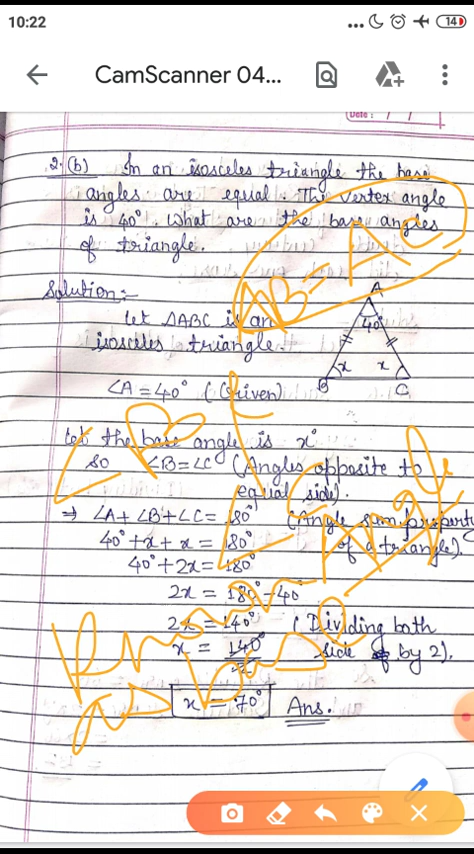 10:22
14
CamScanner 04...
Date :
2. (b) In an isosceles triangle the base
angles are equal. The vertex angle
is 40°. What are the base angles
of triangle.
AB = AC
Solution:-
Let ΔABC is an
isosceles triangle.
A
40°
x x
B C
∠A = 40° (Given)
∠B &
Let the base angle is x°
so ∠B = ∠C (Angles opposite to
equal side).
∠C
⇒ ∠A + ∠B + ∠C = 180° (Angle sum property
40° + x + x = 180° of a triangle).
40° + 2x = 180°
2x = 180° - 40°
2x = 140° (Dividing both
x = 140° side by 2).
2
known Angle
as base
x = 70° Ans.